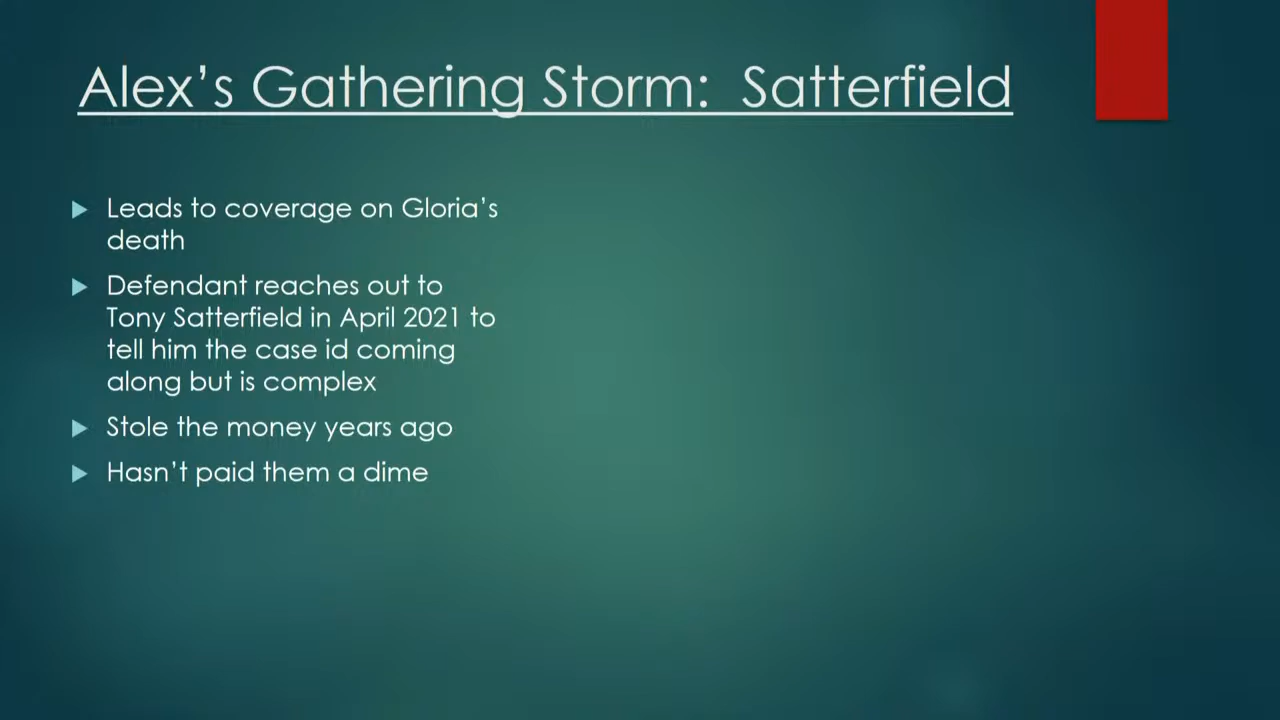 Alex’s Gathering Storm:  Satterfield
Leads to coverage on Gloria’s
death
Defendant reaches out to
Tony Satterfield in April 2021 to
tell him the case id coming
along but is complex
Stole the money years ago
Hasn’t paid them a dime